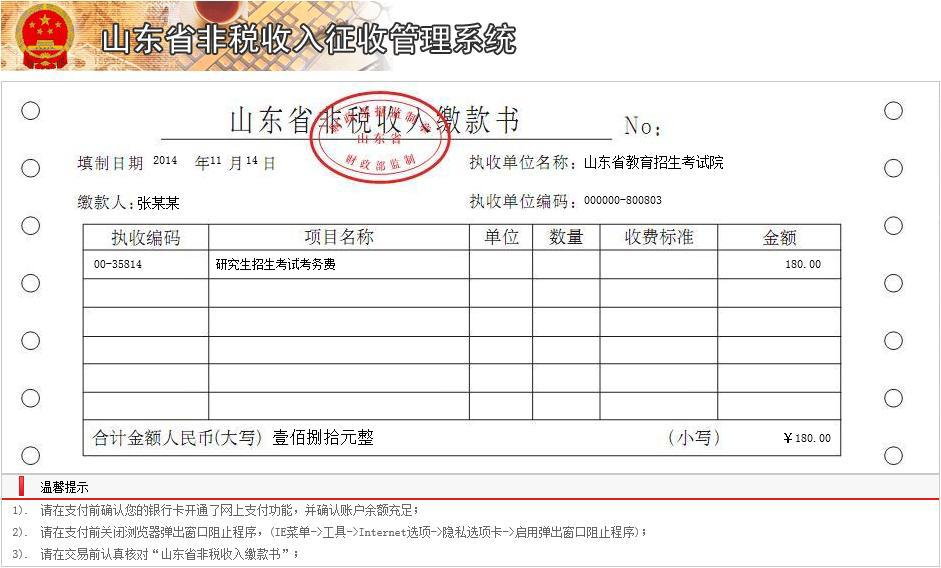 山东省非税收入征收管理系统
山东省非税收入缴款书 No:
山东省
财政部监制
填制日期 2014 年11 月14 日 执收单位名称: 山东省教育招生考试院
缴款人:张某某 执收单位编码: 000000-800803
执收编码 项目名称 单位 数量 收费标准 金额
00-35814 研究生招生考试考务费 180.00
合计金额人民币(大写) 壹佰捌拾元整 (小写) ¥180.00
温馨提示
1). 请在支付前确认您的银行卡开通了网上支付功能,并确认账户余额充足;
2). 请在支付前关闭浏览器弹出窗口阻止程序,(IE菜单->工具->Internet选项->隐私选项卡->启用弹出窗口阻止程序);
3). 请在交易前认真核对“山东省非税收入缴款书”;